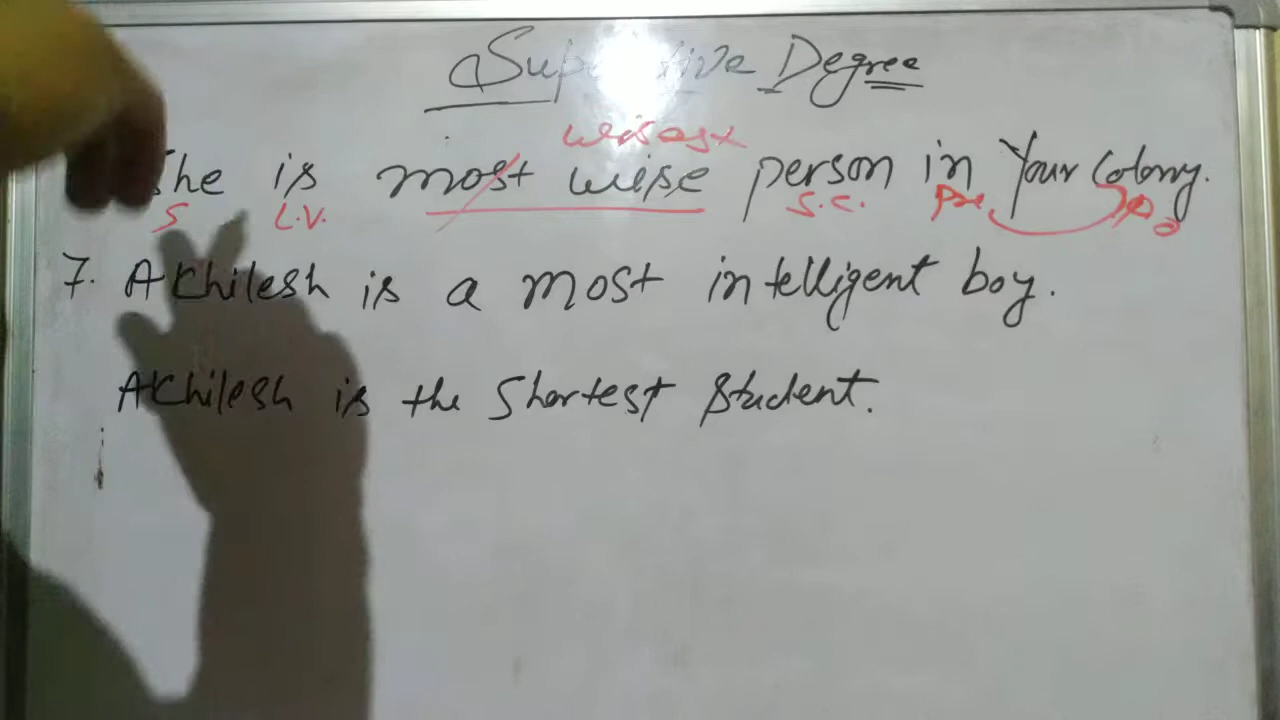 Superlative Degree
wisest
She is most wise person in Your Colony.
S L.V. S.C. Pre
7. Akhilesh is a most intelligent boy.
Akhilesh is the Shortest Student.